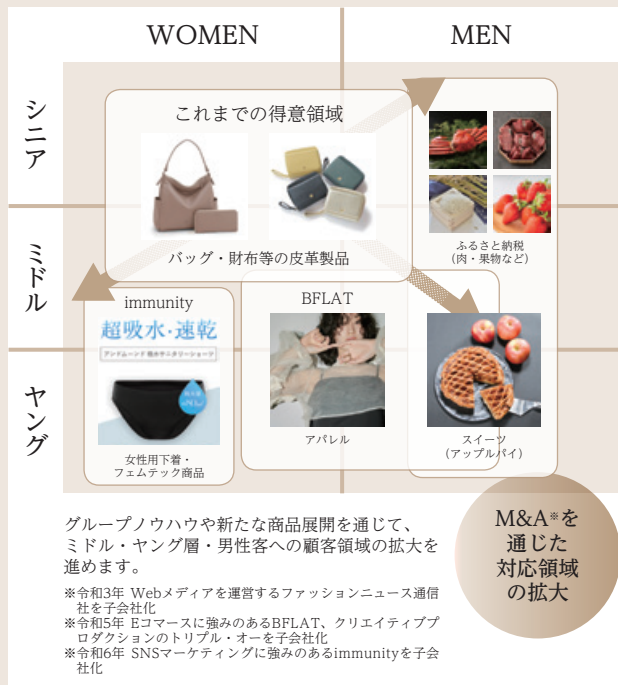 WOMEN
MEN
シニア
これまでの得意領域
バッグ・財布等の皮革製品
ふるさと納税
(肉・果物など)
ミドル
immunity
超吸水・速乾
BFLAT
アパレル
スイーツ
(アップルパイ)
ヤング
女性用下着・
フェムテック商品
グループノウハウや新たな商品展開を通じて、
ミドル・ヤング層・男性客への顧客領域の拡大を
進めます。
※令和3年 Webメディアを運営するファッションニュース通信
社を子会社化
※令和5年 Eコマースに強みのあるBFLAT、クリエイティブプ
ロダクションのトリプル・オーを子会社化
※令和6年 SNSマーケティングに強みのあるimmunityを子会
社化
M&A※を
通じた
対応領域
の拡大